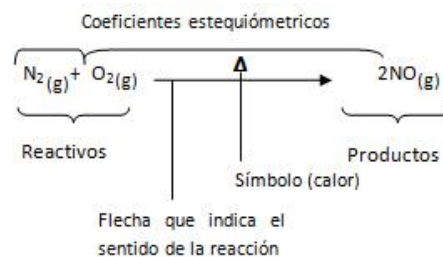 Coeficientes estequiómetricos
Δ
N₂(g)+ O₂(g) 2NO(g)
Reactivos
Productos
Símbolo (calor)
Flecha que indica el
sentido de la reacción